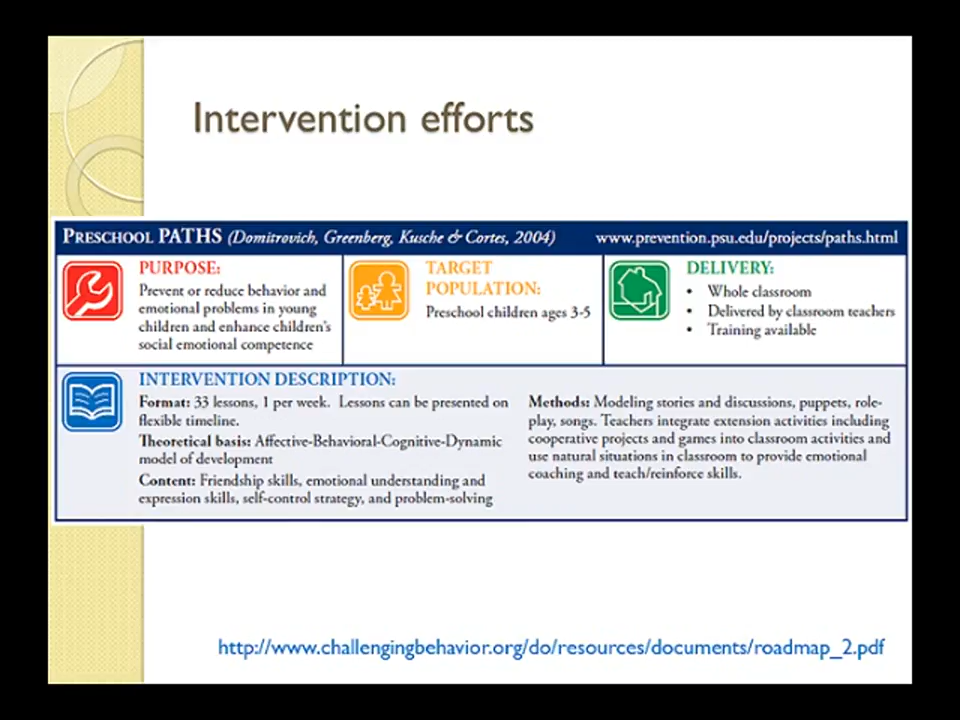 Intervention efforts
PRESCHOOL PATHS (Domitrovich, Greenberg, Kusche & Cortes, 2004) www.prevention.psu.edu/projects/paths.html
PURPOSE:
Prevent or reduce behavior and
emotional problems in young
children and enhance children's
social emotional competence
TARGET
POPULATION:
Preschool children ages 3-5
DELIVERY:
• Whole classroom
• Delivered by classroom teachers
• Training available
INTERVENTION DESCRIPTION:
Format: 33 lessons, 1 per week. Lessons can be presented on
flexible timeline.
Theoretical basis: Affective-Behavioral-Cognitive-Dynamic
model of development
Content: Friendship skills, emotional understanding and
expression skills, self-control strategy, and problem-solving
Methods: Modeling stories and discussions, puppets, role-
play, songs. Teachers integrate extension activities including
cooperative projects and games into classroom activities and
use natural situations in classroom to provide emotional
coaching and teach/reinforce skills.
http://www.challengingbehavior.org/do/resources/documents/roadmap_2.pdf